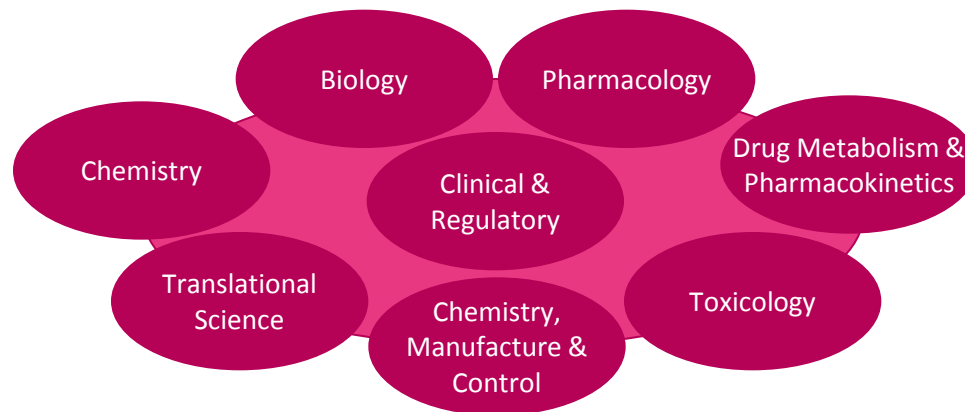 Biology
Pharmacology
Chemistry
Clinical &
Regulatory
Drug Metabolism &
Pharmacokinetics
Translational
Science
Chemistry,
Manufacture &
Control
Toxicology